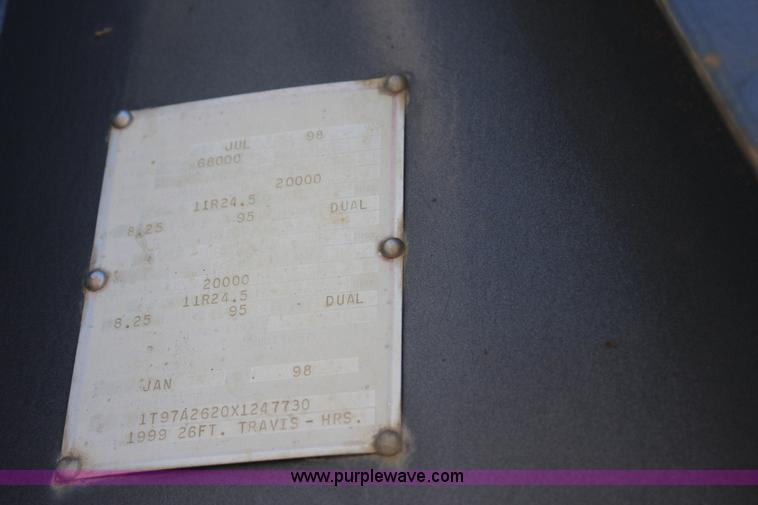 JUL 98
68000
20000
11R24.5
8.25 95 DUAL
20000
11R24.5
8.25 95 DUAL
JAN 98
1T97A2620X1247730
1999 26FT. TRAVIS - HRS.
www.purplewave.com